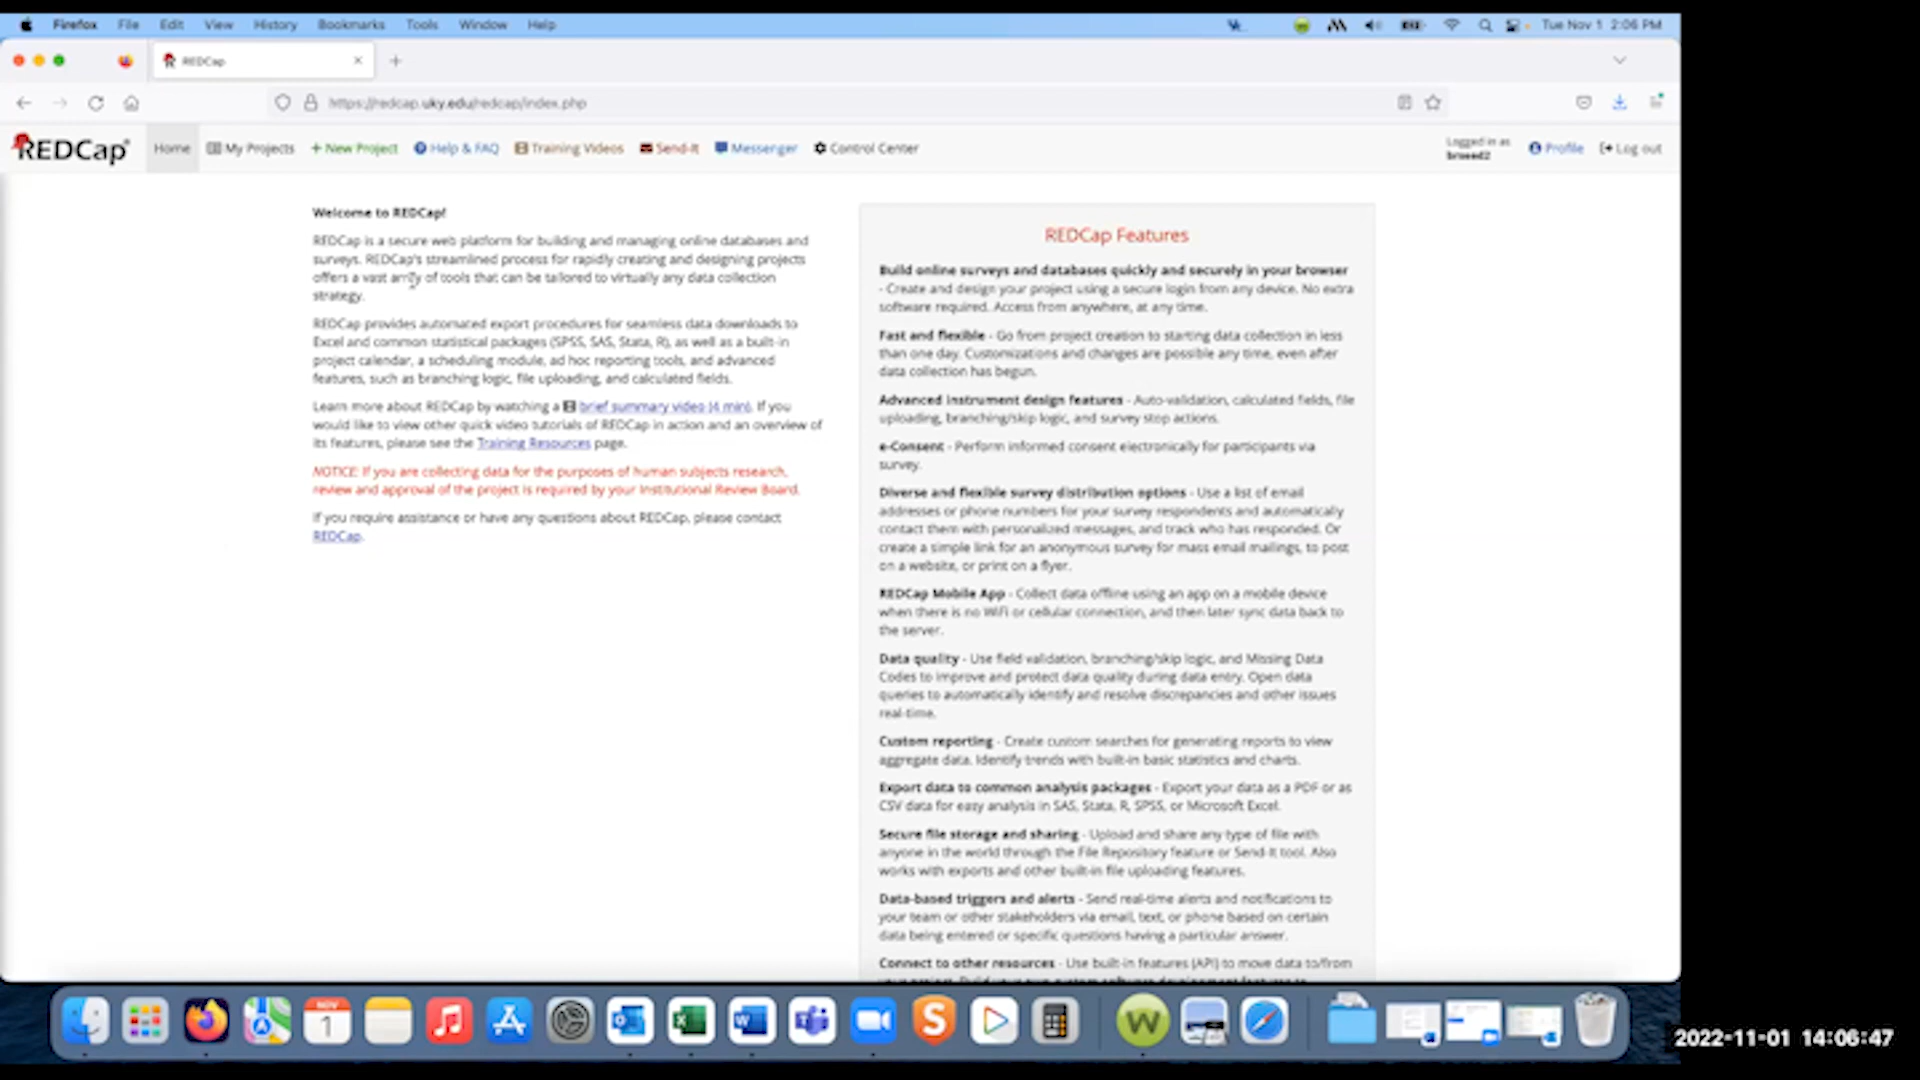 Firefox File Edit View History Bookmarks Tools Window Help Tue Nov 1 2:06 PM
REDCap
https://redcap.uky.edu/redcap/index.php
REDCap Home My Projects + New Project Help & FAQ Training Videos Send-It Messenger Control Center Logged in as Profile Log out
Welcome to REDCap!
REDCap is a secure web platform for building and managing online databases and
surveys. REDCap's streamlined process for rapidly creating and designing projects
offers a vast array of tools that can be tailored to virtually any data collection
strategy.
REDCap provides automated export procedures for seamless data downloads to
Excel and common statistical packages (SPSS, SAS, Stata, R), as well as a built-in
project calendar, a scheduling module, ad hoc reporting tools, and advanced
features, such as branching logic, file uploading, and calculated fields.
Learn more about REDCap by watching a brief summary video (4 min). If you
would like to view other quick video tutorials of REDCap in action and an overview of
its features, please see the Training Resources page.
NOTICE: If you are collecting data for the purposes of human subjects research,
review and approval of the project is required by your Institutional Review Board.
If you require assistance or have any questions about REDCap, please contact
REDCap.
REDCap Features
Build online surveys and databases quickly and securely in your browser
- Create and design your project using a secure login from any device. No extra
software required. Access from anywhere, at any time.
Fast and flexible - Go from project creation to starting data collection in less
than one day. Customizations and changes are possible any time, even after
data collection has begun.
Advanced instrument design features - Auto-validation, calculated fields, file
uploading, branching/skip logic, and survey stop actions.
e-Consent - Perform informed consent electronically for participants via
survey.
Diverse and flexible survey distribution options - Use a list of email
addresses or phone numbers for your survey respondents and automatically
contact them with personalized messages, and track who has responded. Or
create a simple link for an anonymous survey for mass email mailings, to post
on a website, or print on a flyer.
REDCap Mobile App - Collect data offline using an app on a mobile device
when there is no WiFi or cellular connection, and then later sync data back to
the server.
Data quality - Use field validation, branching/skip logic, and Missing Data
Codes to improve and protect data quality during data entry. Open data
queries to automatically identify and resolve discrepancies and other issues
real-time.
Custom reporting - Create custom searches for generating reports to view
aggregate data. Identify trends with built-in basic statistics and charts.
Export data to common analysis packages - Export your data as a PDF or as
CSV data for easy analysis in SAS, Stata, R, SPSS, or Microsoft Excel.
Secure file storage and sharing - Upload and share any type of file with
anyone in the world through the File Repository feature or Send-It tool. Also
works with exports and other built-in file uploading features.
Data-based triggers and alerts - Send real-time alerts and notifications to
your team or other stakeholders via email, text, or phone based on certain
data being entered or specific questions having a particular answer.
Connect to other resources - Use built-in features (API) to move data to/from
NOV
1
2022-11-01 14:06:47